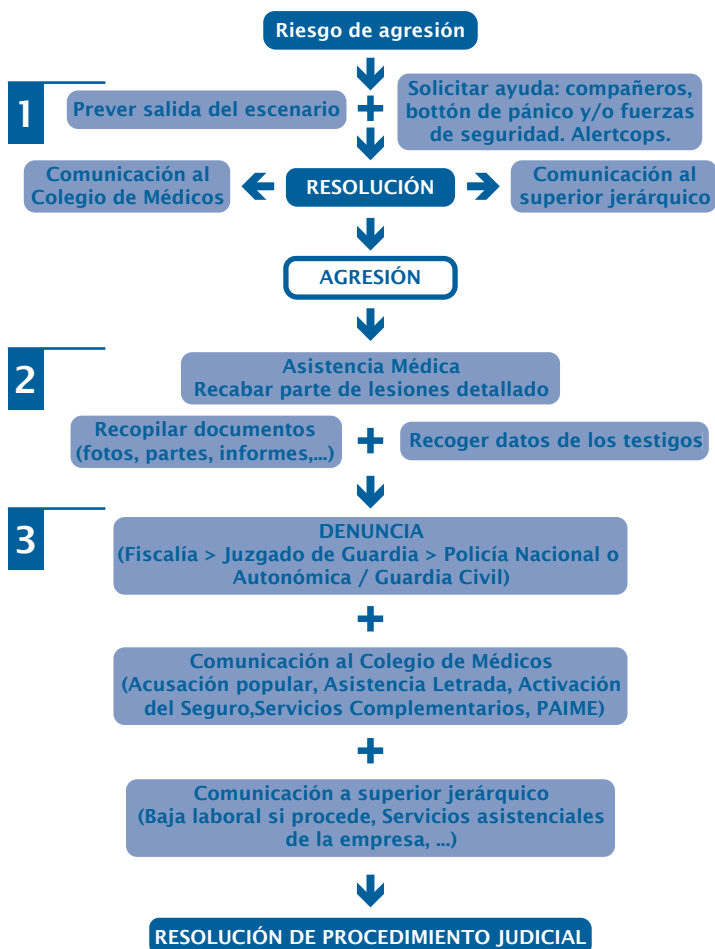 Riesgo de agresión
1
Prever salida del escenario
Solicitar ayuda: compañeros,
bottón de pánico y/o fuerzas
de seguridad. Alertcops.
Comunicación al
Colegio de Médicos
RESOLUCIÓN
Comunicación al
superior jerárquico
AGRESIÓN
2
Asistencia Médica
Recabar parte de lesiones detallado
Recopilar documentos
(fotos, partes, informes,...)
Recoger datos de los testigos
3
DENUNCIA
(Fiscalía > Juzgado de Guardia > Policía Nacional o
Autonómica / Guardia Civil)
Comunicación al Colegio de Médicos
(Acusación popular, Asistencia Letrada, Activación
del Seguro,Servicios Complementarios, PAIME)
Comunicación a superior jerárquico
(Baja laboral si procede, Servicios asistenciales
de la empresa, ...)
RESOLUCIÓN DE PROCEDIMIENTO JUDICIAL